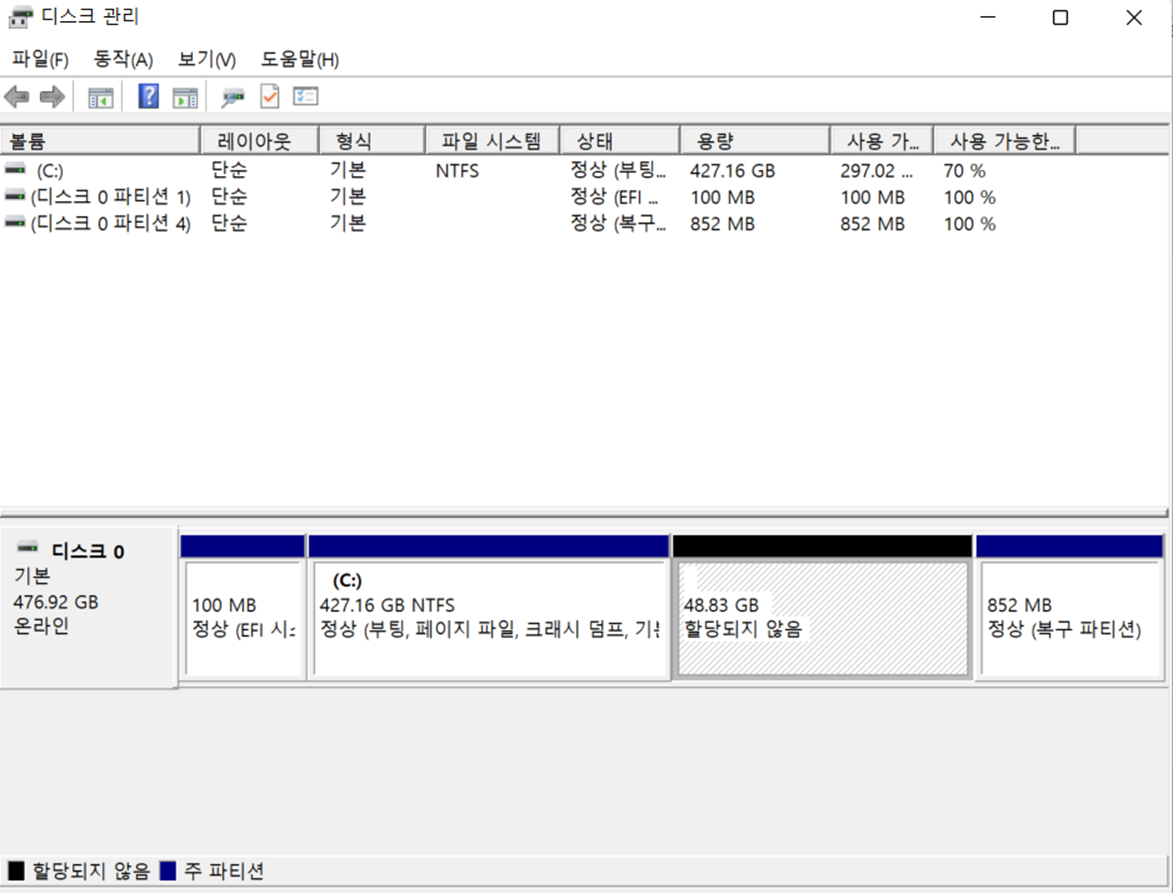 디스크 관리
파일(F) 동작(A) 보기(V) 도움말(H)
볼륨 레이아웃 형식 파일 시스템 상태 용량 사용 가... 사용 가능한...
(C:) 단순 기본 NTFS 정상 (부팅... 427.16 GB 297.02 ... 70 %
(디스크 0 파티션 1) 단순 기본 정상 (EFI ... 100 MB 100 MB 100 %
(디스크 0 파티션 4) 단순 기본 정상 (복구... 852 MB 852 MB 100 %
디스크 0
기본
476.92 GB
온라인
100 MB
정상 (EFI 시
(C:)
427.16 GB NTFS
정상 (부팅, 페이지 파일, 크래시 덤프, 기
48.83 GB
할당되지 않음
852 MB
정상 (복구 파티션)
할당되지 않음 주 파티션